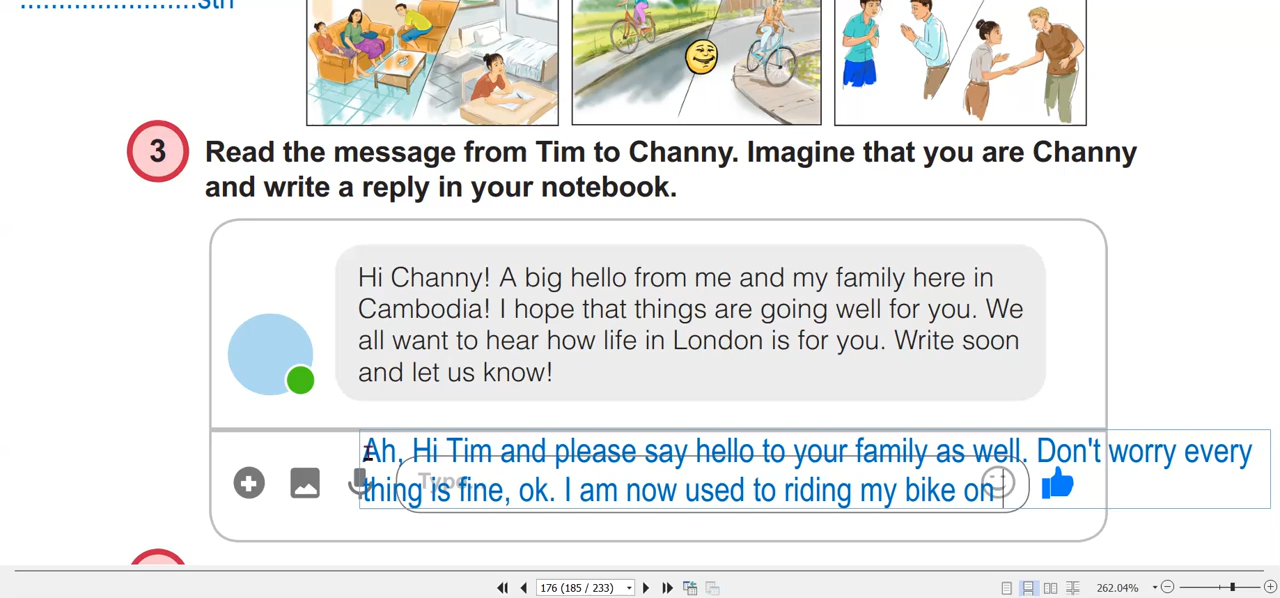 ........................sth
3 Read the message from Tim to Channy. Imagine that you are Channy
and write a reply in your notebook.
Hi Channy! A big hello from me and my family here in
Cambodia! I hope that things are going well for you. We
all want to hear how life in London is for you. Write soon
and let us know!
Ah, Hi Tim and please say hello to your family as well. Don't worry every
thing is fine, ok. I am now used to riding my bike on
Type
176 (185 / 233)
262.04%